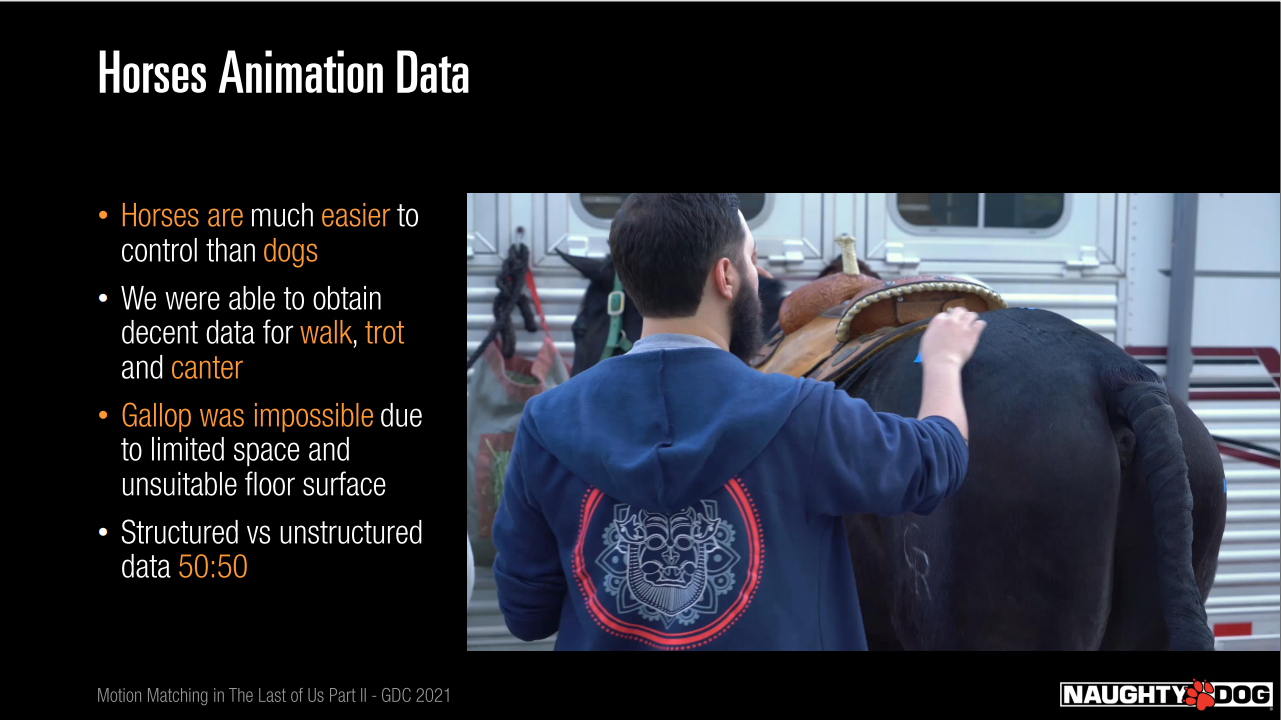 Horses Animation Data
• Horses are much easier to
control than dogs
• We were able to obtain
decent data for walk, trot
and canter
• Gallop was impossible due
to limited space and
unsuitable floor surface
• Structured vs unstructured
data 50:50
Motion Matching in The Last of Us Part II - GDC 2021
NAUGHTY DOG